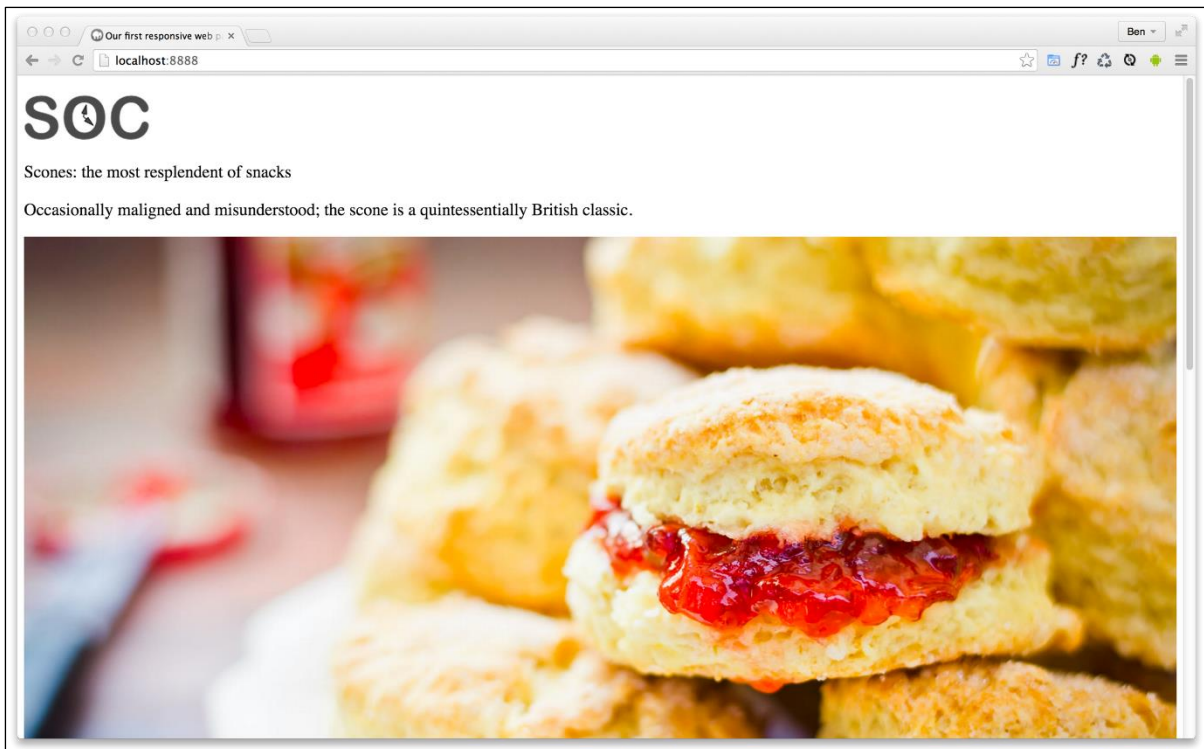 Our first responsive web p
Ben
localhost:8888
f?
SOC
Scones: the most resplendent of snacks
Occasionally maligned and misunderstood; the scone is a quintessentially British classic.